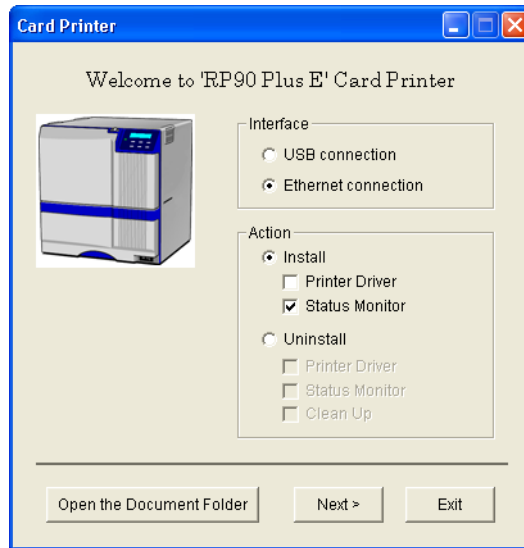 Card Printer
Welcome to 'RP90 Plus E' Card Printer
Interface
USB connection
Ethernet connection
Action
Install
Printer Driver
Status Monitor
Uninstall
Printer Driver
Status Monitor
Clean Up
Open the Document Folder
Next >
Exit